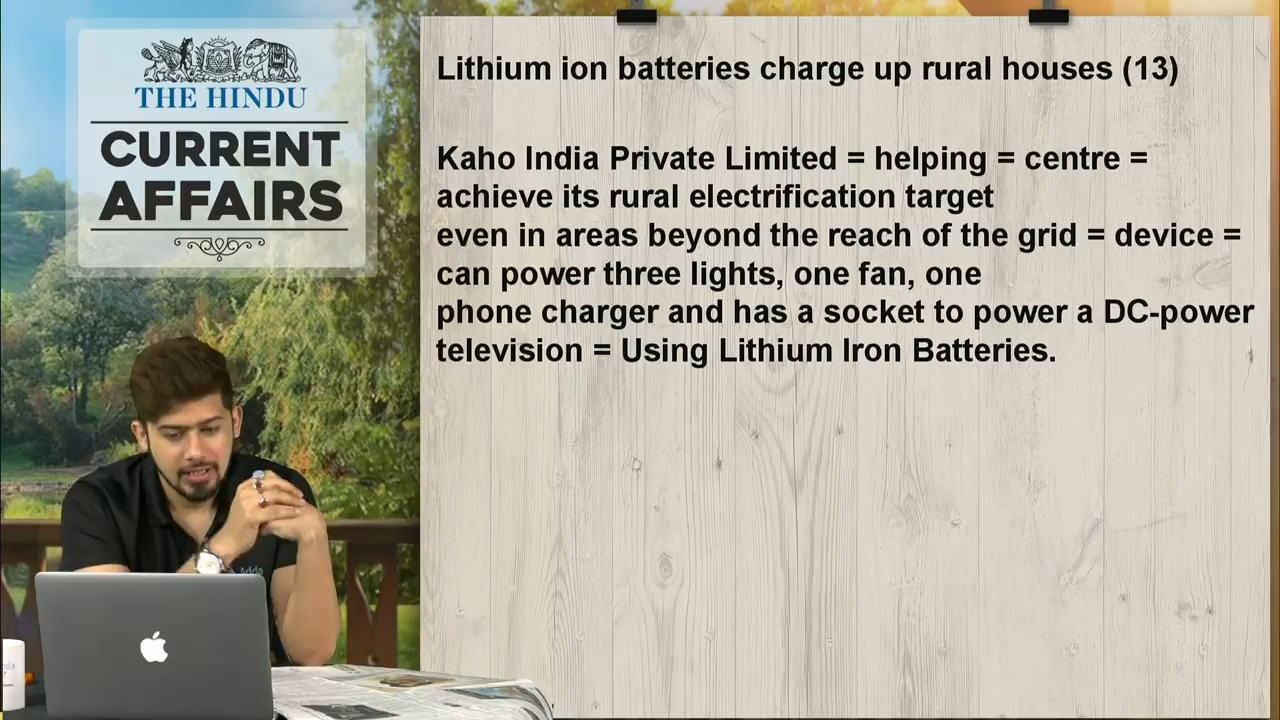 THE HINDU
CURRENT
AFFAIRS
Lithium ion batteries charge up rural houses (13)
Kaho India Private Limited = helping = centre =
achieve its rural electrification target
even in areas beyond the reach of the grid = device =
can power three lights, one fan, one
phone charger and has a socket to power a DC-power
television = Using Lithium Iron Batteries.
Adda